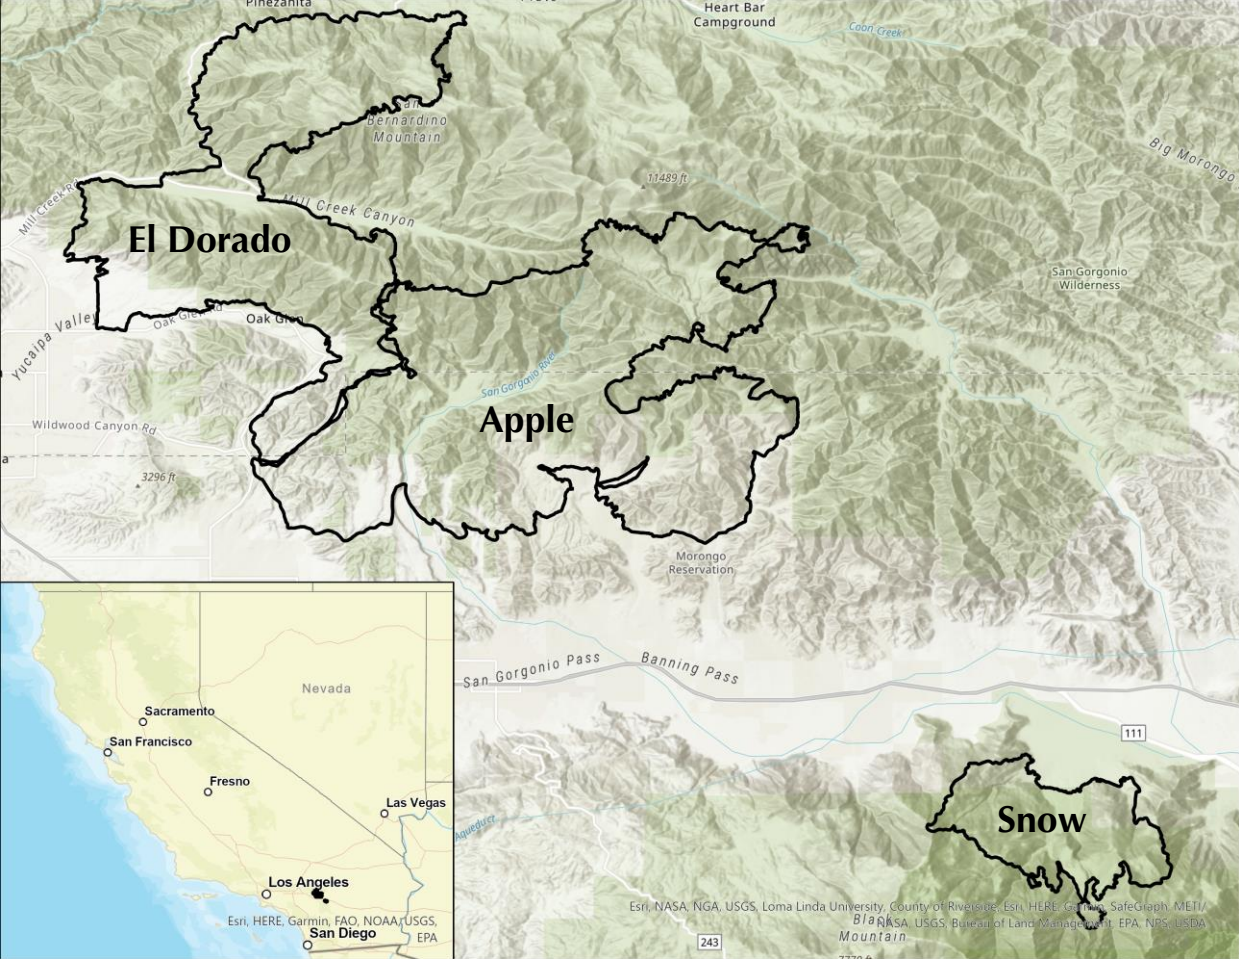 Pinezanita
Heart Bar
Campground
Coon Creek
San
Bernardino
Mountain
Big Morongo
11489 ft
Mill Creek Rd
Mill Creek Canyon
El Dorado
San Gorgonio
Wilderness
Oak Glen Rd
Oak Glen
Yucaipa Valley
San Gorgonio River
Apple
Wildwood Canyon Rd
a
3296 ft
Morongo
Reservation
San Gorgonio Pass
Banning Pass
Nevada
Sacramento
San Francisco
111
Fresno
Las Vegas
Snow
Aqueduct
Los Angeles
Esri, NASA, NGA, USGS, Loma Linda University, County of Riverside, Esri, HERE, Garmin, SafeGraph, METI/
NASA, USGS, Bureau of Land Management, EPA, NPS, USDA
Esri, HERE, Garmin, FAO, NOAA, USGS,
EPA
San Diego
Black
Mountain
243